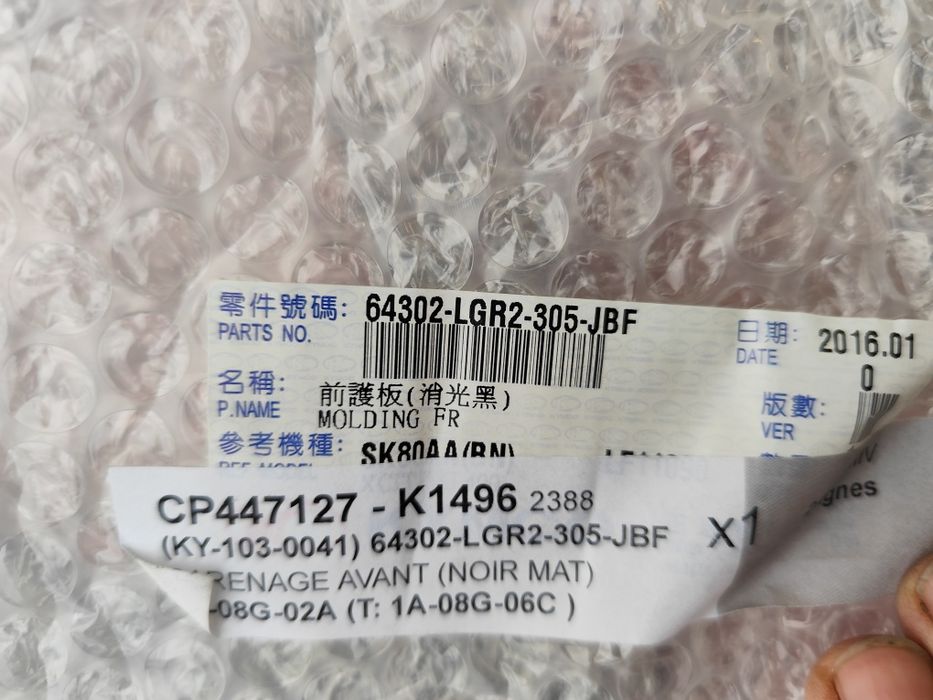 零件號碼: 64302-LGR2-305-JBF
PARTS NO.
日期: 2016.01
DATE
0
名稱: 前護板(消光黑)
P.NAME MOLDING FR
版數:
VER
參考機種: SK80AA(BN)
CP447127 - K1496 2388
(KY-103-0041) 64302-LGR2-305-JBF X1
RENAGE AVANT (NOIR MAT)
-08G-02A (T: 1A-08G-06C )